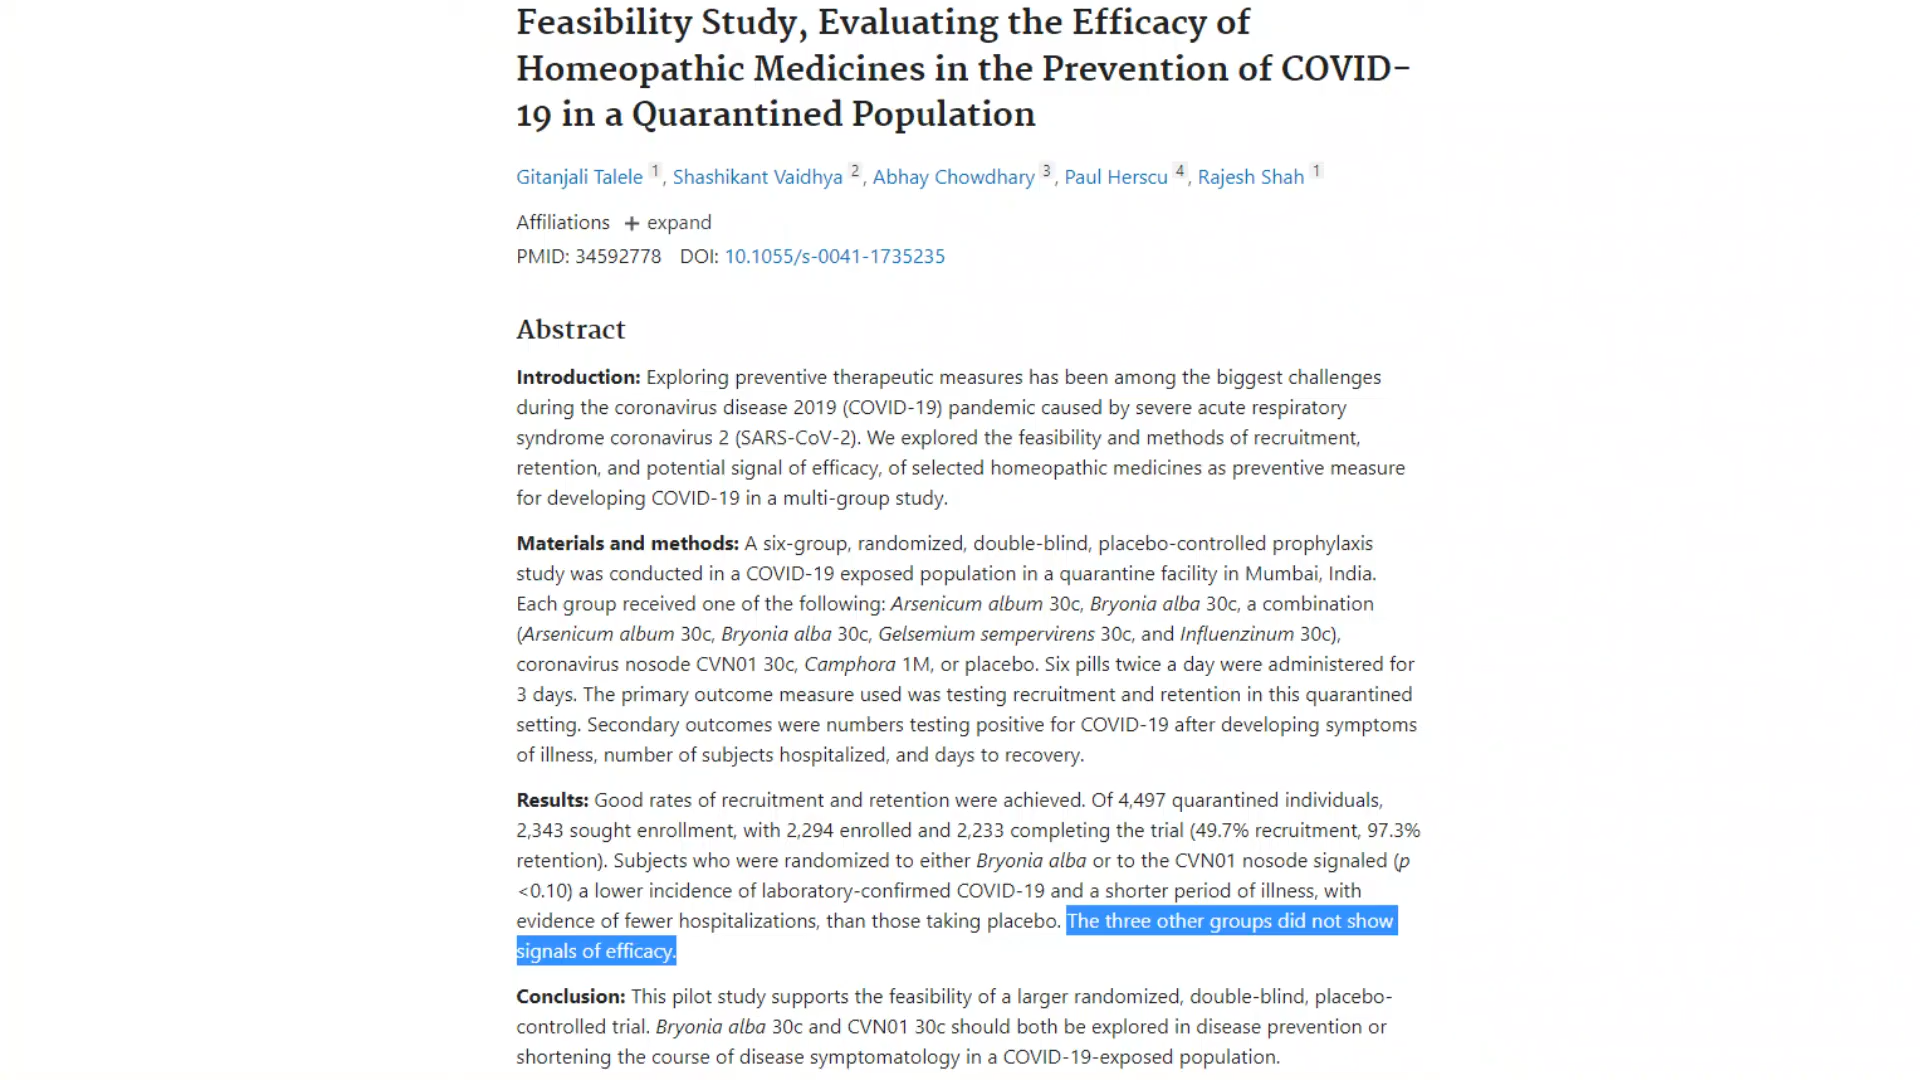 Feasibility Study, Evaluating the Efficacy of
Homeopathic Medicines in the Prevention of COVID-
19 in a Quarantined Population
Gitanjali Talele 1 , Shashikant Vaidhya 2 , Abhay Chowdhary 3 , Paul Herscu 4 , Rajesh Shah 1
Affiliations + expand
PMID: 34592778 DOI: 10.1055/s-0041-1735235
Abstract
Introduction: Exploring preventive therapeutic measures has been among the biggest challenges
during the coronavirus disease 2019 (COVID-19) pandemic caused by severe acute respiratory
syndrome coronavirus 2 (SARS-CoV-2). We explored the feasibility and methods of recruitment,
retention, and potential signal of efficacy, of selected homeopathic medicines as preventive measure
for developing COVID-19 in a multi-group study.
Materials and methods: A six-group, randomized, double-blind, placebo-controlled prophylaxis
study was conducted in a COVID-19 exposed population in a quarantine facility in Mumbai, India.
Each group received one of the following: Arsenicum album 30c, Bryonia alba 30c, a combination
(Arsenicum album 30c, Bryonia alba 30c, Gelsemium sempervirens 30c, and Influenzinum 30c),
coronavirus nosode CVN01 30c, Camphora 1M, or placebo. Six pills twice a day were administered for
3 days. The primary outcome measure used was testing recruitment and retention in this quarantined
setting. Secondary outcomes were numbers testing positive for COVID-19 after developing symptoms
of illness, number of subjects hospitalized, and days to recovery.
Results: Good rates of recruitment and retention were achieved. Of 4,497 quarantined individuals,
2,343 sought enrollment, with 2,294 enrolled and 2,233 completing the trial (49.7% recruitment, 97.3%
retention). Subjects who were randomized to either Bryonia alba or to the CVN01 nosode signaled (p
<0.10) a lower incidence of laboratory-confirmed COVID-19 and a shorter period of illness, with
evidence of fewer hospitalizations, than those taking placebo. The three other groups did not show
signals of efficacy.
Conclusion: This pilot study supports the feasibility of a larger randomized, double-blind, placebo-
controlled trial. Bryonia alba 30c and CVN01 30c should both be explored in disease prevention or
shortening the course of disease symptomatology in a COVID-19-exposed population.